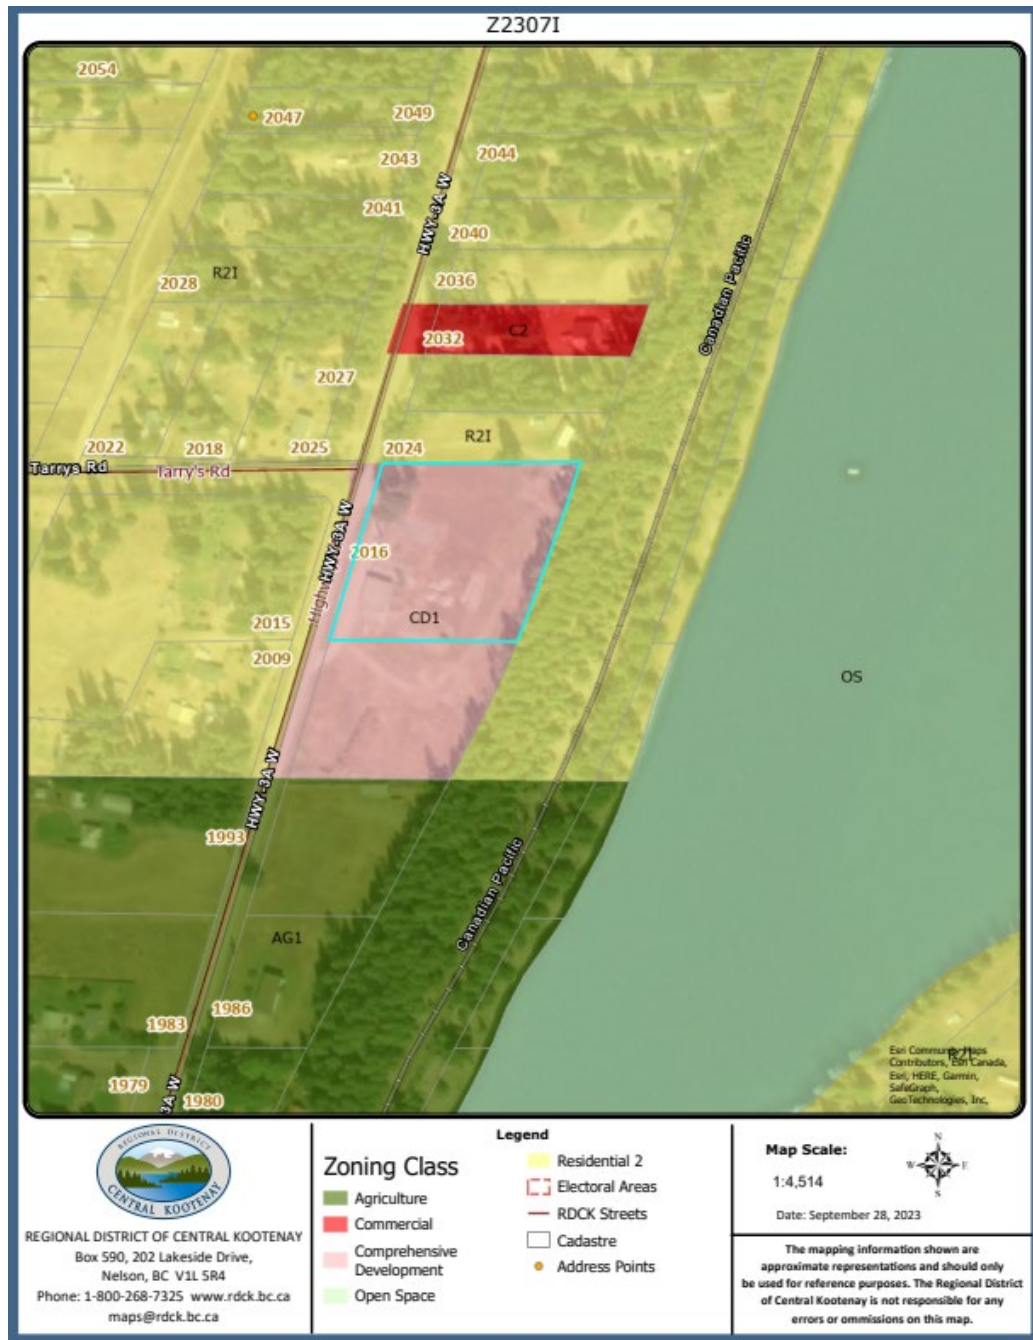 Z2307I
2054
2047
2049
2043
2044
2041
HWY-3A W
2040
Canadian Pacific
R2I
2028
2036
C2
2032
2027
R2I
2022
2018
2025
2024
Tarrys Rd
Tarry's Rd
HWY-3A W
2016
CD1
2015
2009
OS
HWY-3A W
1993
Canadian Pacific
AG1
1986
1983
1979
1980
3A W
R2I
Esri Community Maps
Contributors, Esri Canada,
Esri, HERE, Garmin,
SafeGraph,
GeoTechnologies, Inc,
REGIONAL DISTRICT
CENTRAL KOOTENAY
REGIONAL DISTRICT OF CENTRAL KOOTENAY
Box 590, 202 Lakeside Drive,
Nelson, BC V1L 5R4
Phone: 1-800-268-7325 www.rdck.bc.ca
maps@rdck.bc.ca
Legend
Zoning Class
Agriculture
Commercial
Comprehensive
Development
Open Space
Residential 2
Electoral Areas
RDCK Streets
Cadastre
Address Points
Map Scale:
1:4,514
N
W
E
S
Date: September 28, 2023
The mapping information shown are
approximate representations and should only
be used for reference purposes. The Regional District
of Central Kootenay is not responsible for any
errors or ommissions on this map.